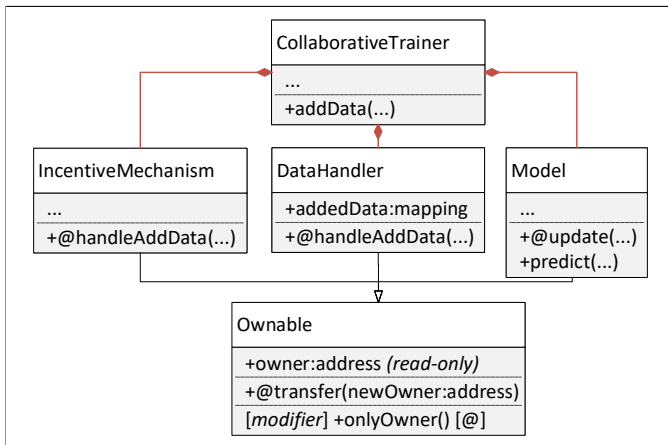 CollaborativeTrainer
...
+addData(...)
IncentiveMechanism
...
+@handleAddData(...)
DataHandler
+addedData:mapping
+@handleAddData(...)
Model
...
+@update(...)
+predict(...)
Ownable
+owner:address (read-only)
+@transfer(newOwner:address)
[modifier] +onlyOwner() [@]